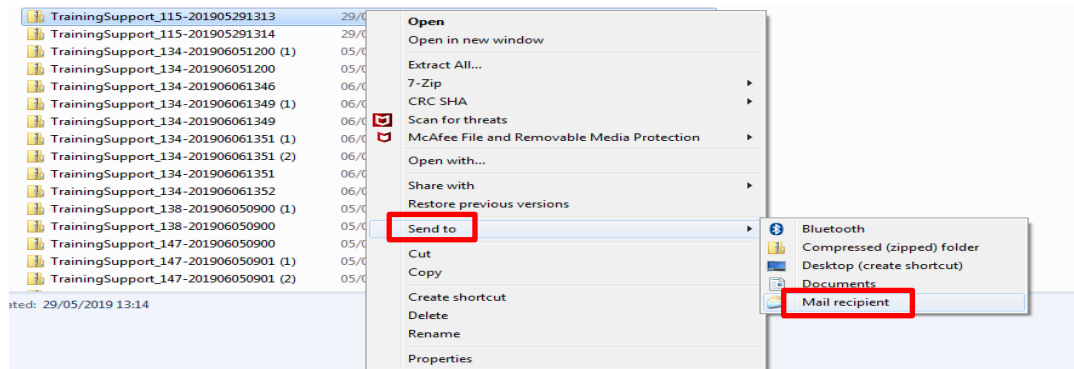 TrainingSupport_115-201905291313 29/0
TrainingSupport_115-201905291314 29/0
TrainingSupport_134-201906051200 (1) 05/0
TrainingSupport_134-201906051200 05/0
TrainingSupport_134-201906061346 06/0
TrainingSupport_134-201906061349 (1) 06/0
TrainingSupport_134-201906061349 06/0
TrainingSupport_134-201906061351 (1) 06/0
TrainingSupport_134-201906061351 (2) 06/0
TrainingSupport_134-201906061351 06/0
TrainingSupport_134-201906061352 06/0
TrainingSupport_138-201906050900 (1) 05/0
TrainingSupport_138-201906050900 05/0
TrainingSupport_147-201906050900 05/0
TrainingSupport_147-201906050901 (1) 05/0
TrainingSupport_147-201906050901 (2) 05/0
ated: 29/05/2019 13:14
Open
Open in new window
Extract All...
7-Zip
CRC SHA
Scan for threats
McAfee File and Removable Media Protection
Open with...
Share with
Restore previous versions
Send to
Cut
Copy
Create shortcut
Delete
Rename
Properties
Bluetooth
Compressed (zipped) folder
Desktop (create shortcut)
Documents
Mail recipient